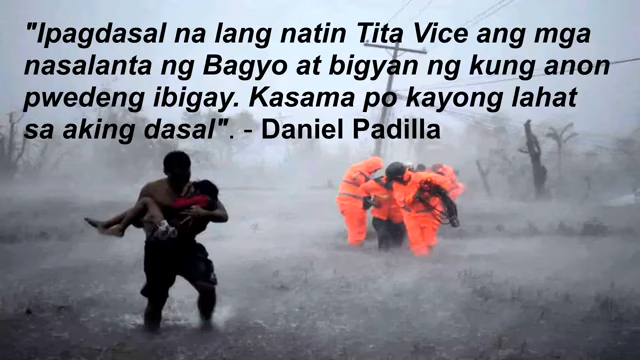 "Ipagdasal na lang natin Tita Vice ang mga
nasalanta ng Bagyo at bigyan ng kung anon
pwedeng ibigay. Kasama po kayong lahat
sa aking dasal". - Daniel Padilla